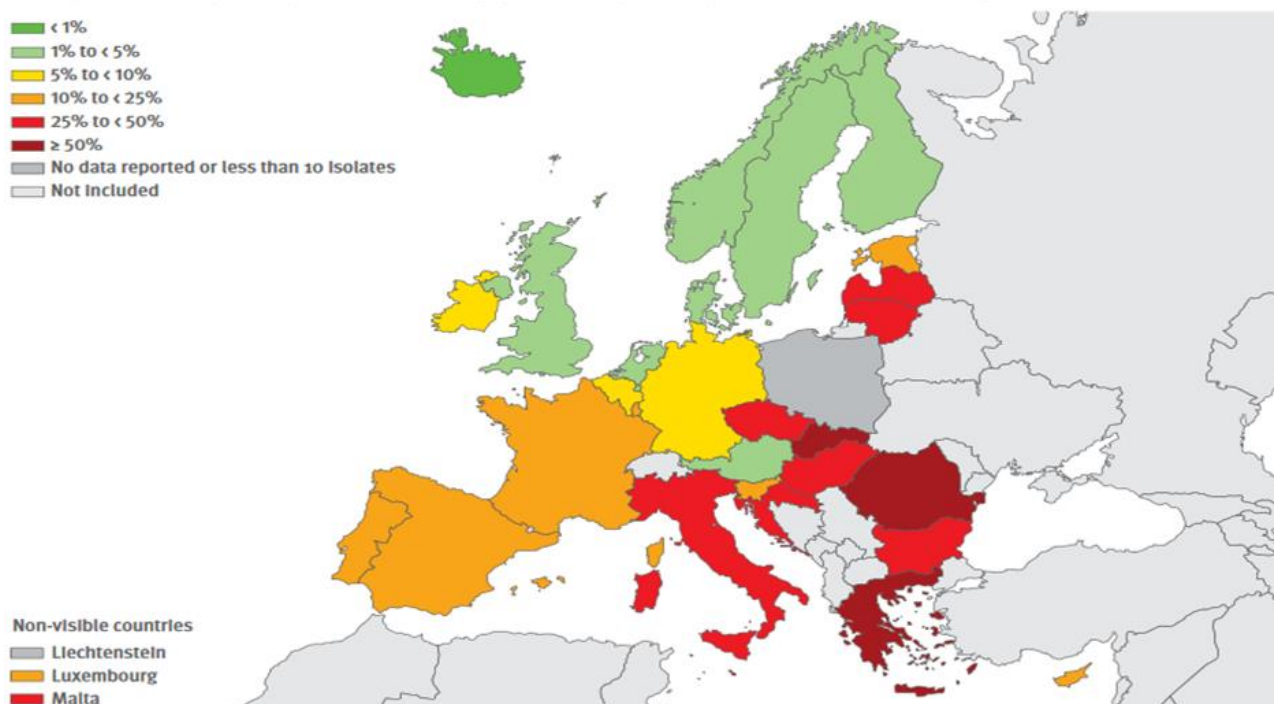 < 1%
1% to < 5%
5% to < 10%
10% to < 25%
25% to < 50%
≥ 50%
No data reported or less than 10 isolates
Not included
Non-visible countries
Liechtenstein
Luxembourg
Malta